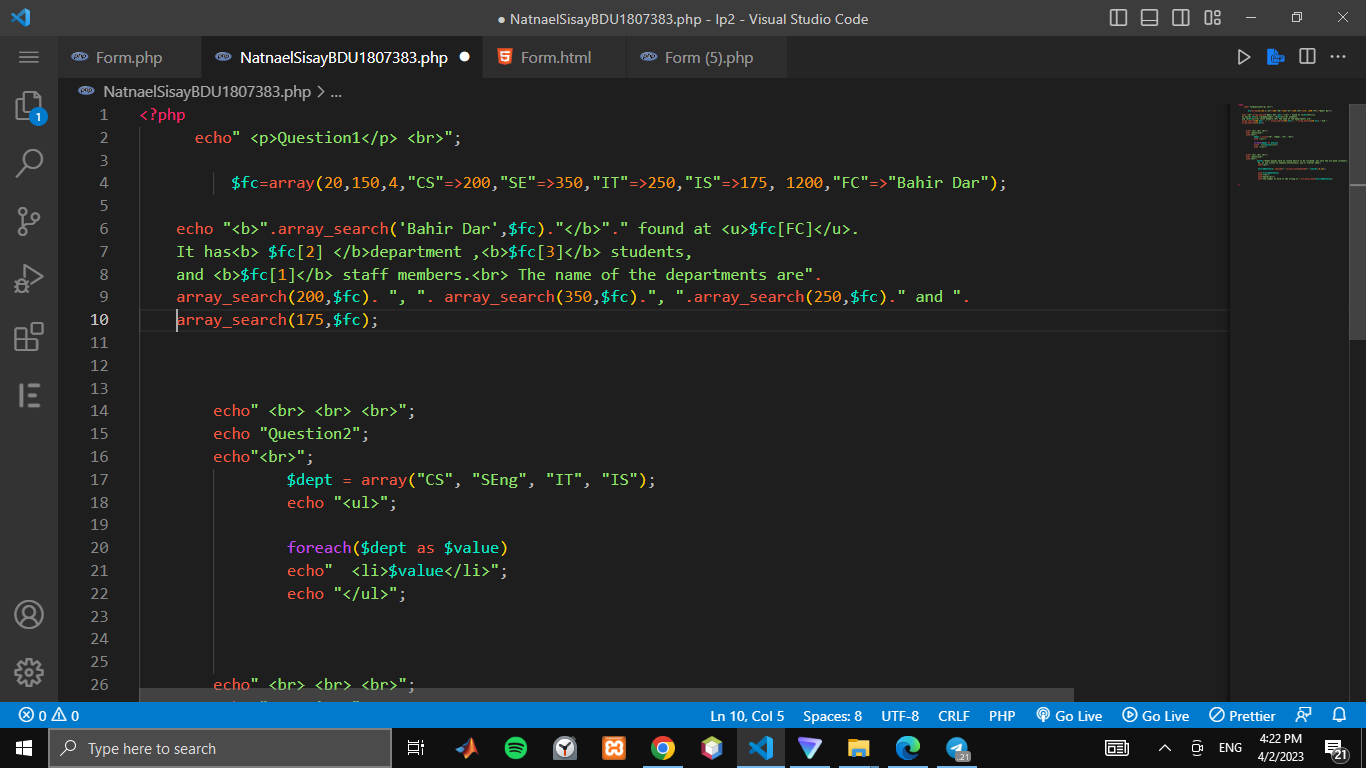 ● NatnaelSisayBDU1807383.php - Ip2 - Visual Studio Code
Form.php
NatnaelSisayBDU1807383.php ●
Form.html
Form (5).php
NatnaelSisayBDU1807383.php > ...
1
1 <?php
2 echo" <p>Question1</p> <br>";
3
4 $fc=array(20,150,4,"CS"=>200,"SE"=>350,"IT"=>250,"IS"=>175, 1200,"FC"=>"Bahir Dar");
5
6 echo "<b>".array_search('Bahir Dar',$fc)."</b>"." found at <u>$fc[FC]</u>.
7 It has<b> $fc[2] </b>department ,<b>$fc[3]</b> students,
8 and <b>$fc[1]</b> staff members.<br> The name of the departments are".
9 array_search(200,$fc). ", ". array_search(350,$fc).", ".array_search(250,$fc)." and ".
10 array_search(175,$fc);
11
12
13
14 echo" <br> <br> <br>";
15 echo "Question2";
16 echo"<br>";
17 $dept = array("CS", "SEng", "IT", "IS");
18 echo "<ul>";
19
20 foreach($dept as $value)
21 echo"  <li>$value</li>";
22 echo "</ul>";
23
24
25
26 echo" <br> <br> <br>";
0 0
Ln 10, Col 5
Spaces: 8
UTF-8
CRLF
PHP
Go Live
Go Live
Prettier
Type here to search
21
ENG
4:22 PM
4/2/2023
21